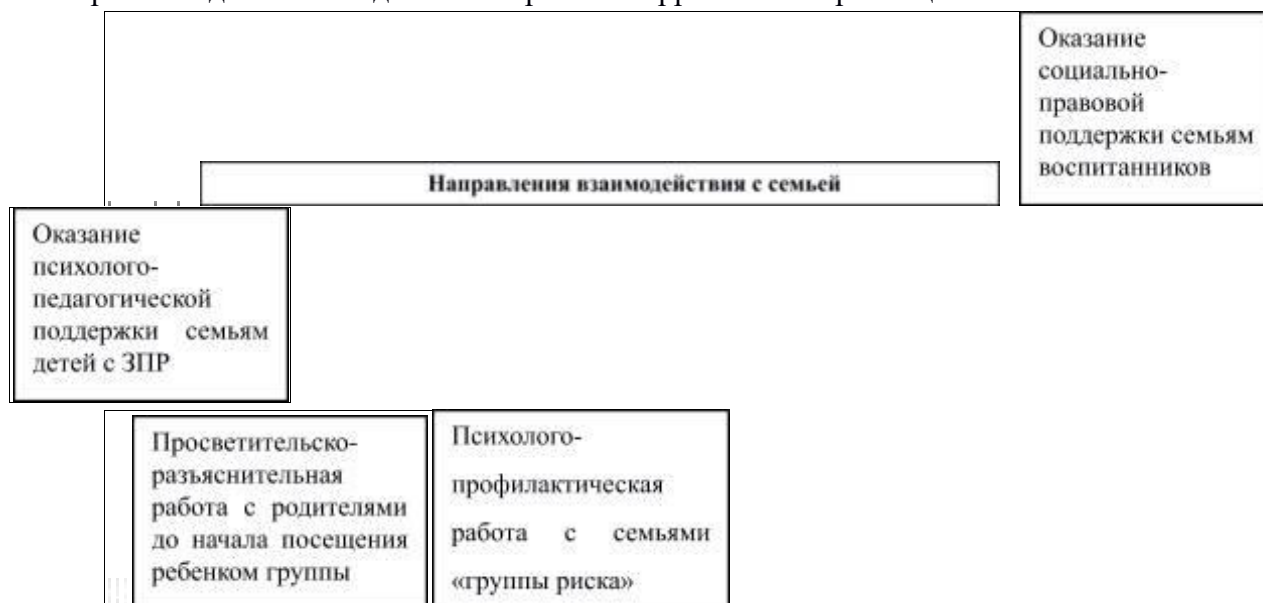 Оказание
социально-
правовой
поддержки семьям
воспитанников
Направления взаимодействия с семьей
Оказание
психолого-
педагогической
поддержки семьям
детей с ЗПР
Просветительско-
разъяснительная
работа с родителями
до начала посещения
ребенком группы
Психолого-
профилактическая
работа с семьями
«группы риска»